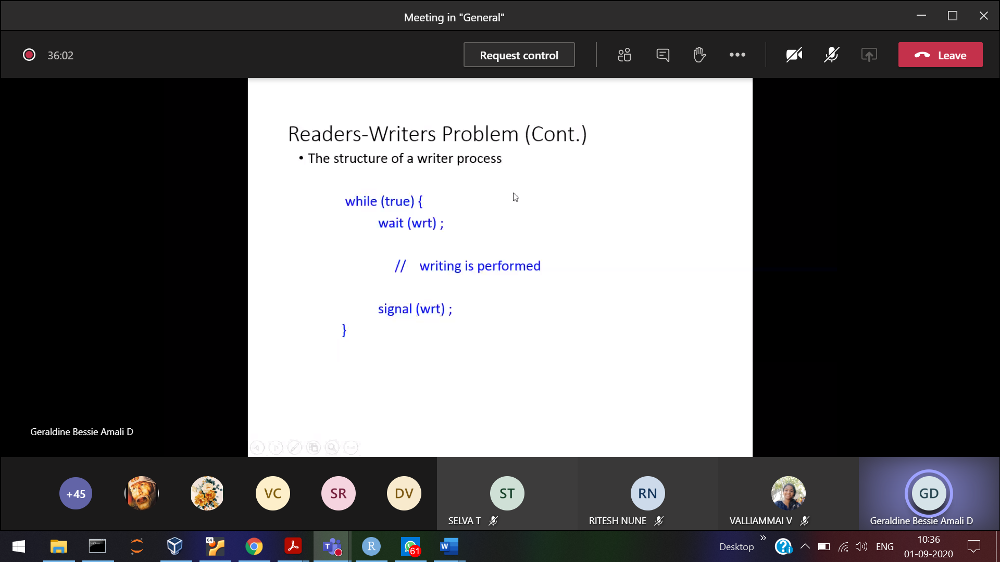 Meeting in "General"
36:02
Request control
Leave
Readers-Writers Problem (Cont.)
• The structure of a writer process
while (true) {
wait (wrt) ;
// writing is performed
signal (wrt) ;
}
Geraldine Bessie Amali D
+45
VC
SR
DV
ST
RN
GD
SELVA T
RITESH NUNE
VALLIAMMAI V
Geraldine Bessie Amali D
64
T
R
61
W
Desktop
ENG
10:36
01-09-2020